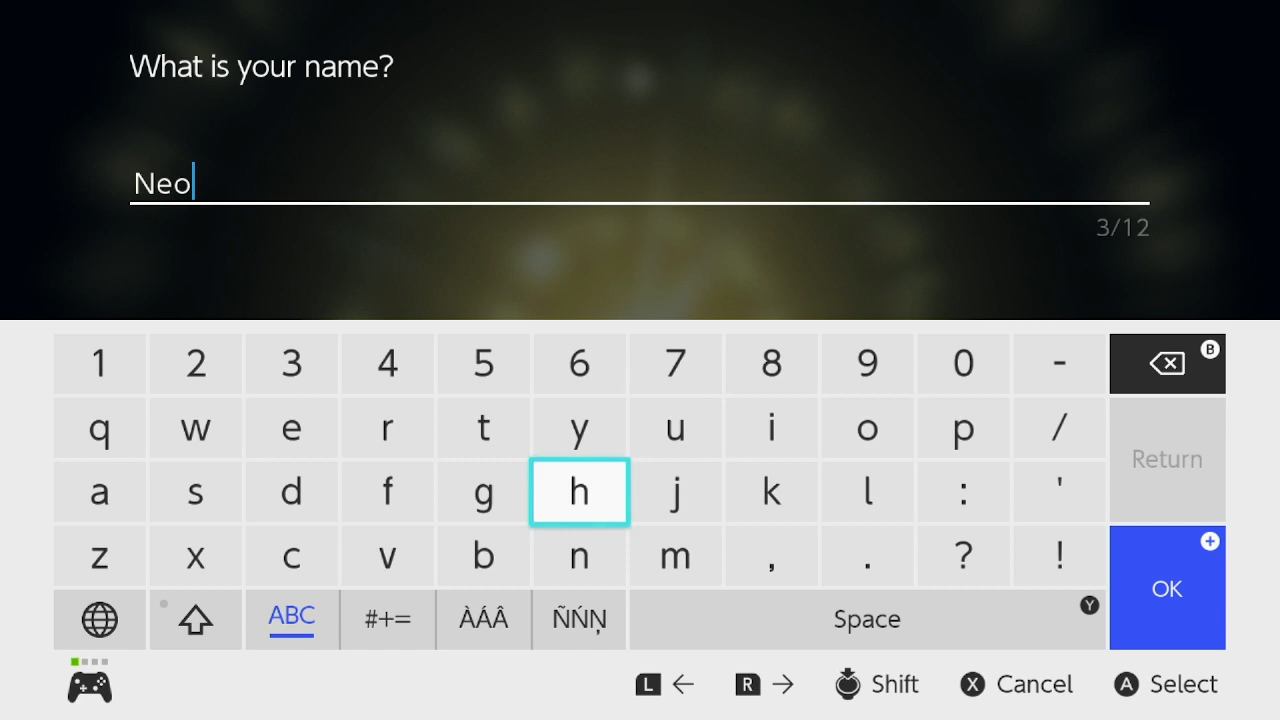 What is your name?
Neo
3/12
1 2 3 4 5 6 7 8 9 0 - B
q w e r t y u i o p / Return
a s d f g h j k l : '
z x c v b n m , . ? ! + OK
ABC #+= ÀÁÂ ÑŃŅ Space Y
L ← R → Shift X Cancel A Select